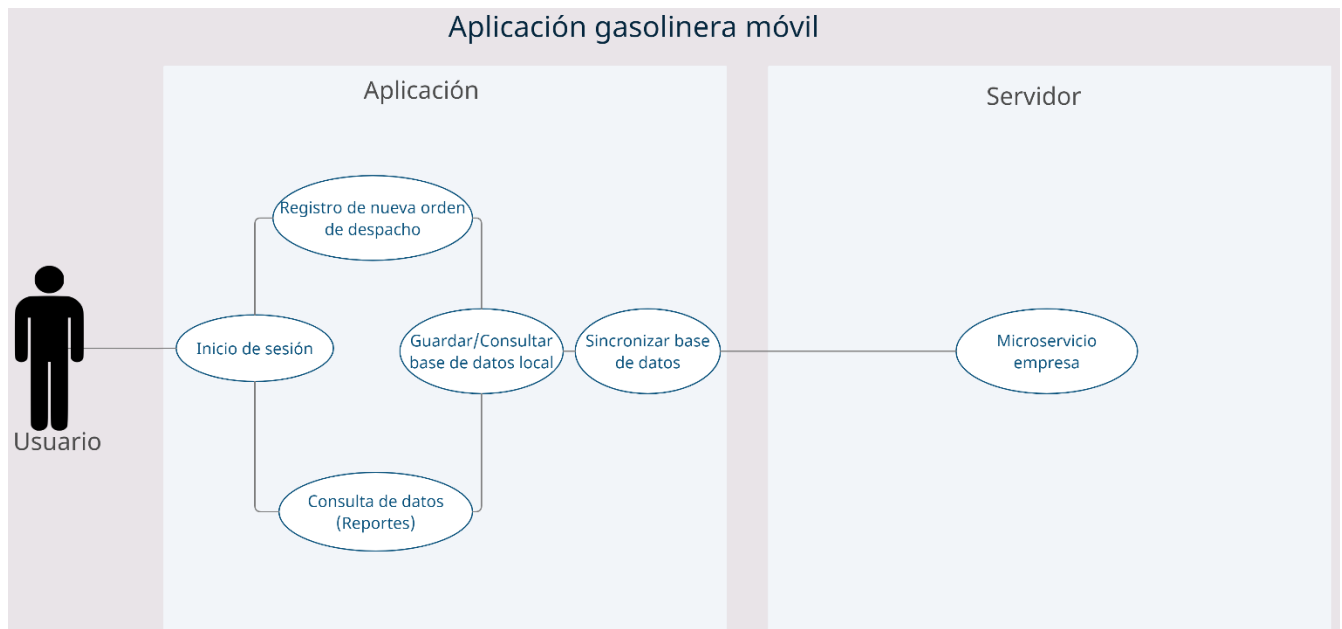 Aplicación gasolinera móvil
Aplicación
Servidor
Registro de nueva orden
de despacho
Inicio de sesión
Guardar/Consultar
base de datos local
Sincronizar base
de datos
Microservicio
empresa
Usuario
Consulta de datos
(Reportes)